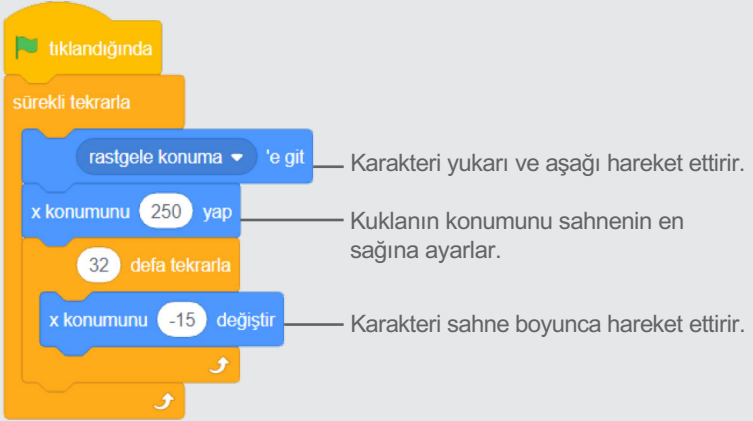 tıklandığında
sürekli tekrarla
rastgele konuma 'e git
Karakteri yukarı ve aşağı hareket ettirir.
x konumunu 250 yap
Kuklanın konumunu sahnenin en
sağına ayarlar.
32 defa tekrarla
x konumunu -15 değiştir
Karakteri sahne boyunca hareket ettirir.